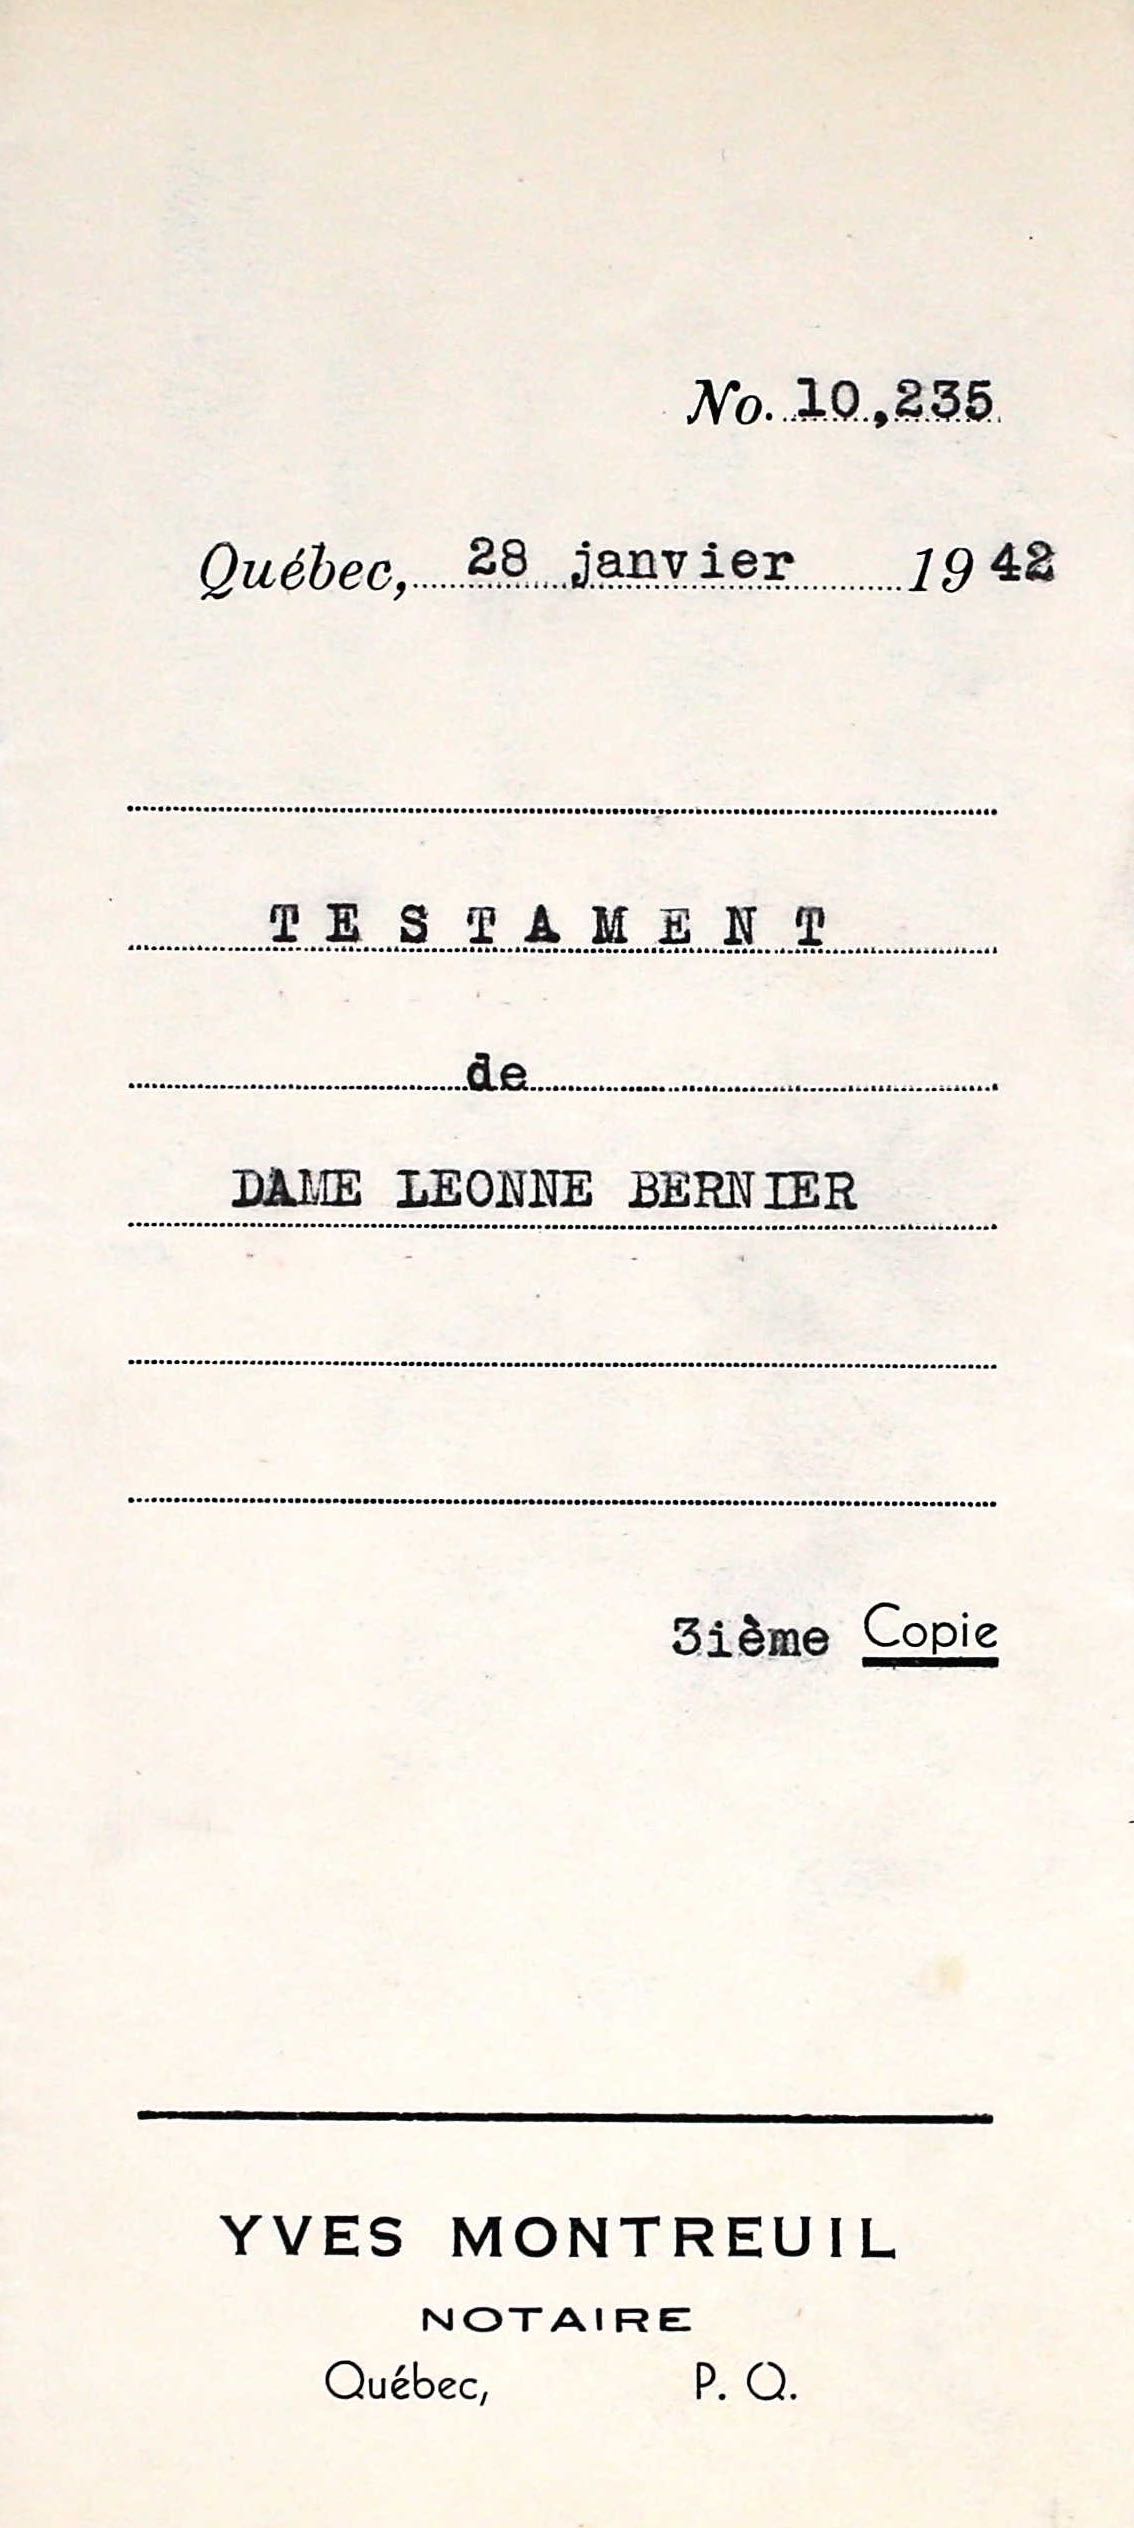 No. 10,235
Québec, 28 janvier 1942
TESTAMENT
de
DAME LEONNE BERNIER
3ième Copie
YVES MONTREUIL
NOTAIRE
Québec, P. Q.